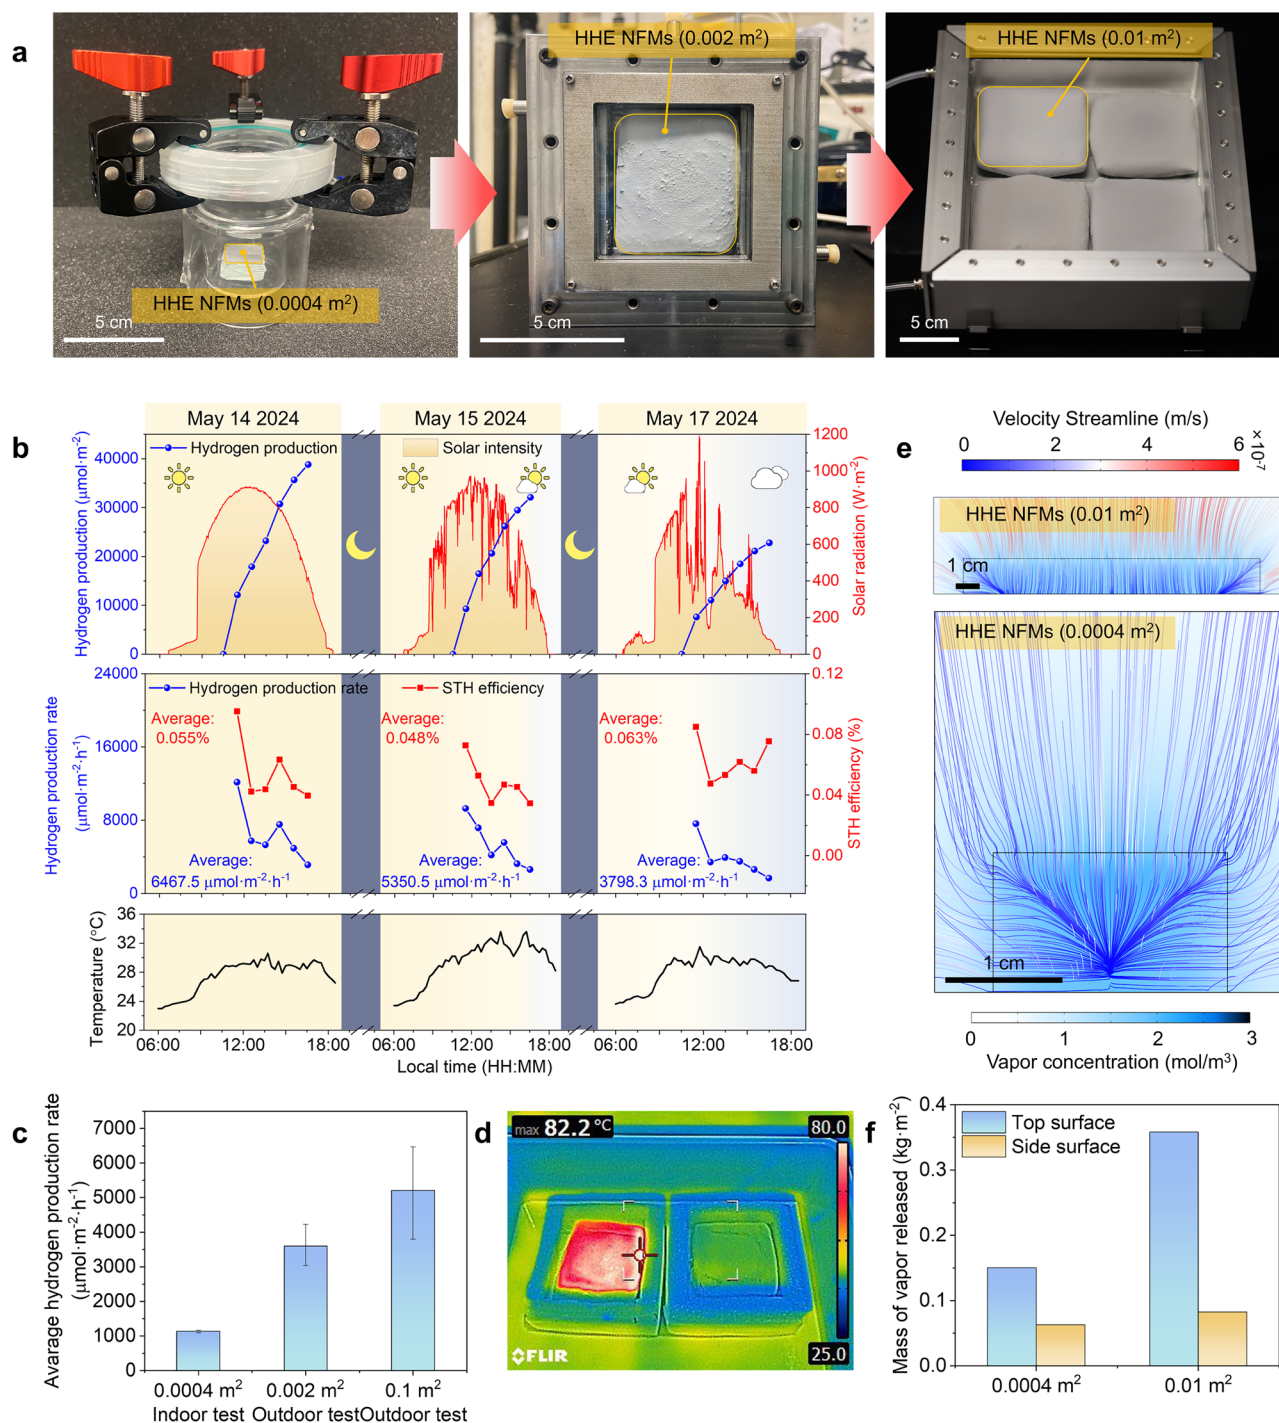 a
HHE NFMs (0.0004 m²)
5 cm
HHE NFMs (0.002 m²)
5 cm
HHE NFMs (0.01 m²)
5 cm
b
May 14 2024
May 15 2024
May 17 2024
Hydrogen production
Solar intensity
Hydrogen production (μmol·m⁻²)
40000
30000
20000
10000
0
Solar radiation (W·m⁻²)
1200
1000
800
600
400
200
0
Hydrogen production rate
STH efficiency
Hydrogen production rate
(μmol·m⁻²·h⁻¹)
24000
16000
8000
0
Average:
0.055%
Average:
0.048%
Average:
0.063%
Average:
6467.5 μmol·m⁻²·h⁻¹
Average:
5350.5 μmol·m⁻²·h⁻¹
Average:
3798.3 μmol·m⁻²·h⁻¹
STH efficiency (%)
0.12
0.08
0.04
0.00
Temperature (°C)
36
32
28
24
20
06:00 12:00 18:00 06:00 12:00 18:00 06:00 12:00 18:00
Local time (HH:MM)
e
Velocity Streamline (m/s)
0 2 4 6
×10⁻⁷
HHE NFMs (0.01 m²)
1 cm
HHE NFMs (0.0004 m²)
1 cm
0 1 2 3
Vapor concentration (mol/m³)
c
Avarage hydrogen production rate
(μmol·m⁻²·h⁻¹)
7000
6000
5000
4000
3000
2000
1000
0
0.0004 m² 0.002 m² 0.1 m²
Indoor test Outdoor test Outdoor test
d
max 82.2 °C
80.0
25.0
FLIR
f
Top surface
Side surface
Mass of vapor released (kg·m⁻²)
0.4
0.3
0.2
0.1
0.0
0.0004 m² 0.01 m²